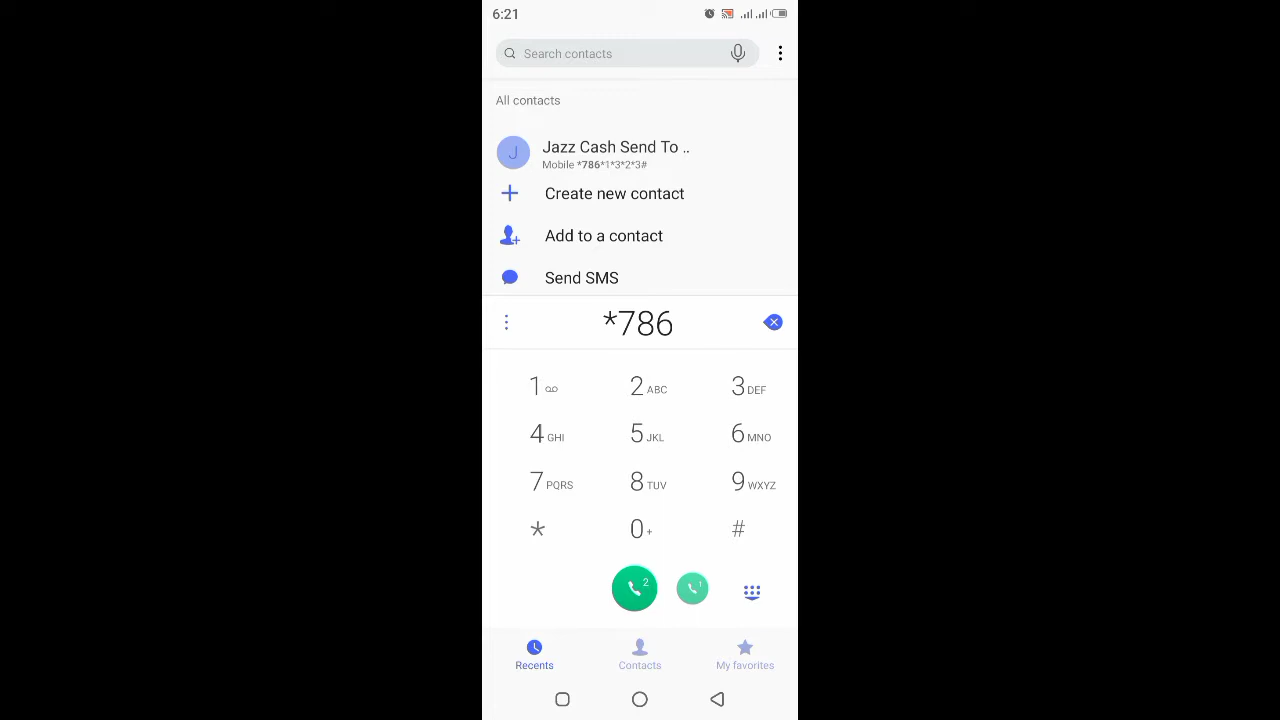 6:21
Search contacts
All contacts
J
Jazz Cash Send To ..
Mobile *786*1*3*2*3#
Create new contact
Add to a contact
Send SMS
*786
1 2 ABC 3 DEF
4 GHI 5 JKL 6 MNO
7 PQRS 8 TUV 9 WXYZ
* 0 + #
2 1
Recents Contacts My favorites